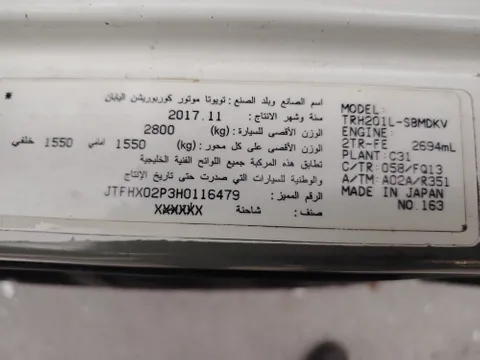 اسم الصانع وبلد الصنع : تويوتا موتور كوربوريشن اليابان
سنة وشهر الانتاج : 2017.11
الوزن الأقصى للسيارة : (kg) 2800
الوزن الأقصى على كل محور : (kg) 1550 امامي 1550 خلفي
تطابق هذه المركبة جميع اللوائح الفنية الخليجية
والوطنية للسيارات التي صدرت حتى تاريخ الإنتاج
الرقم المميز : JTFHX02P3H0116479
صنف : شاحنة XXXXXX
MODEL:
TRH201L-SBMDKV
ENGINE:
2TR-FE 2694mL
PLANT: C31
C/TR: 058/FQ13
A/TM: A02A/R351
MADE IN JAPAN
NO.163